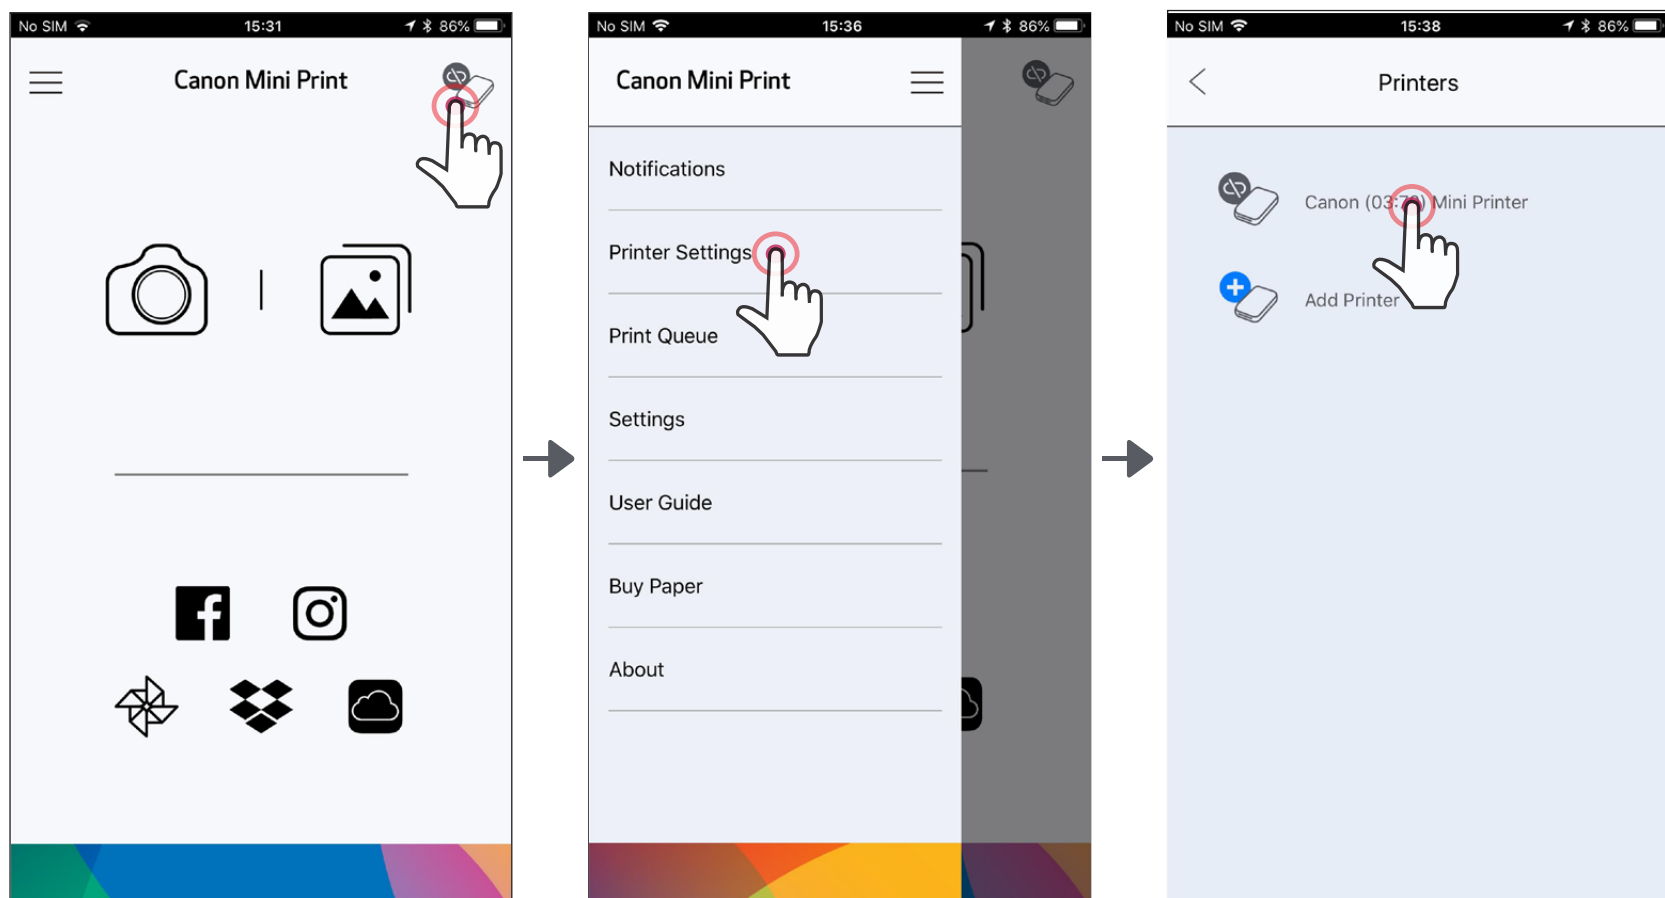 No SIM 15:31 86%
Canon Mini Print
No SIM 15:36 86%
Canon Mini Print
Notifications
Printer Settings
Print Queue
Settings
User Guide
Buy Paper
About
No SIM 15:38 86%
Printers
Canon (03: Mini Printer
Add Printer